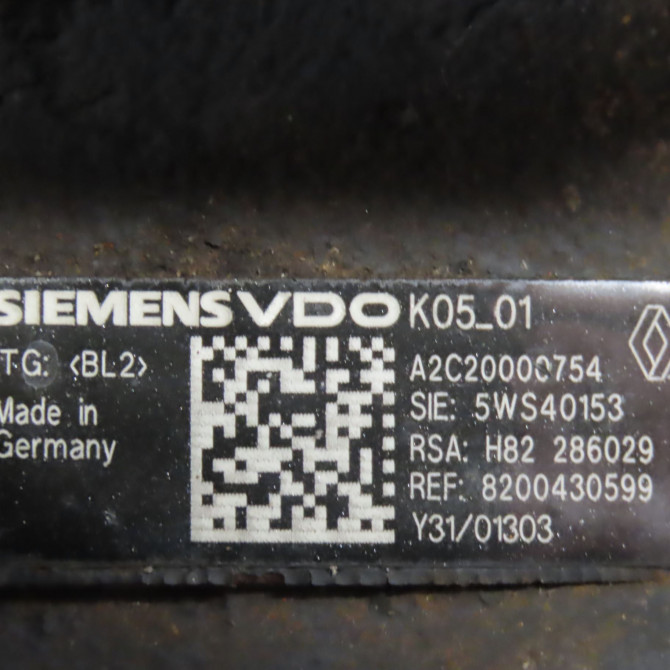 SIEMENS VDO K05_01
TG: <BL2>
A2C20000754
Made in
SIE: 5WS40153
Germany
RSA: H82 286029
REF: 8200430599
Y31/01303